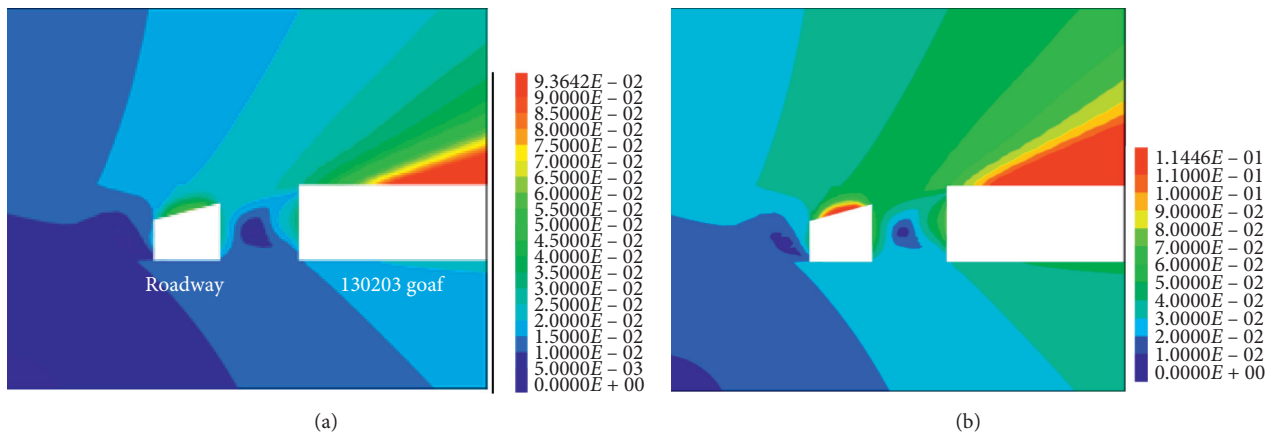 9.3642E – 02
9.0000E – 02
8.5000E – 02
8.0000E – 02
7.5000E – 02
7.0000E – 02
6.5000E – 02
6.0000E – 02
5.5000E – 02
5.0000E – 02
4.5000E – 02
4.0000E – 02
3.5000E – 02
3.0000E – 02
2.5000E – 02
2.0000E – 02
1.5000E – 02
1.0000E – 02
5.0000E – 03
0.0000E + 00
Roadway
130203 goaf
(a)
1.1446E – 01
1.1000E – 01
1.0000E – 01
9.0000E – 02
8.0000E – 02
7.0000E – 02
6.0000E – 02
5.0000E – 02
4.0000E – 02
3.0000E – 02
2.0000E – 02
1.0000E – 02
0.0000E + 00
(b)